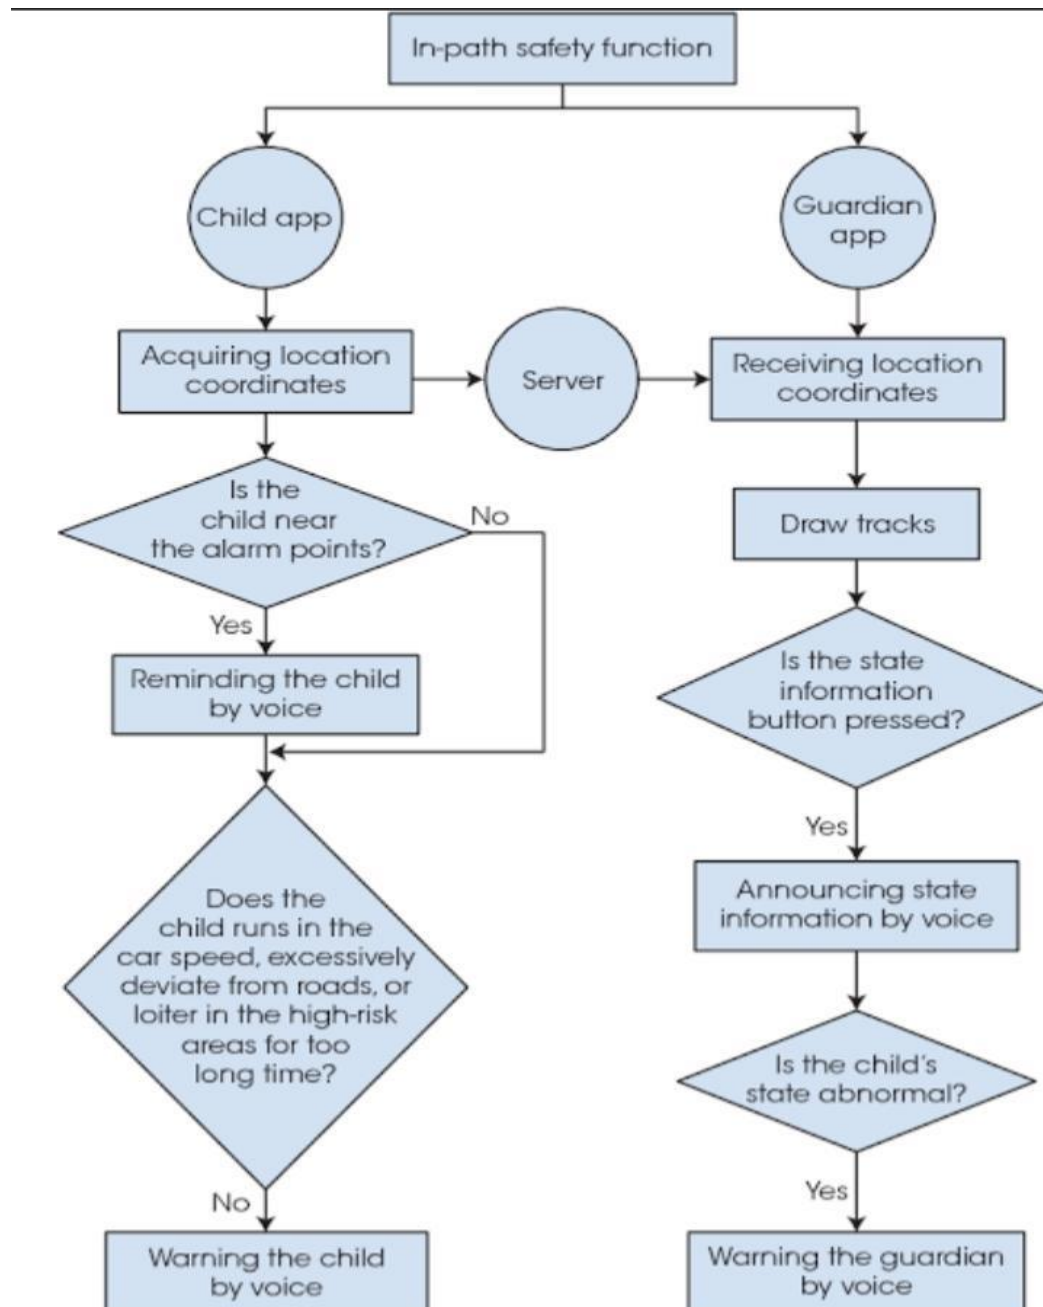 In-path safety function
Child app
Guardian
app
Acquiring location
coordinates
Server
Receiving location
coordinates
Is the
child near
the alarm points?
No
Draw tracks
Yes
Reminding the child
by voice
Is the state
information
button pressed?
Does the
child runs in the
car speed, excessively
deviate from roads, or
loiter in the high-risk
areas for too
long time?
Yes
Announcing state
information by voice
Is the child's
state abnormal?
No
Warning the child
by voice
Yes
Warning the guardian
by voice